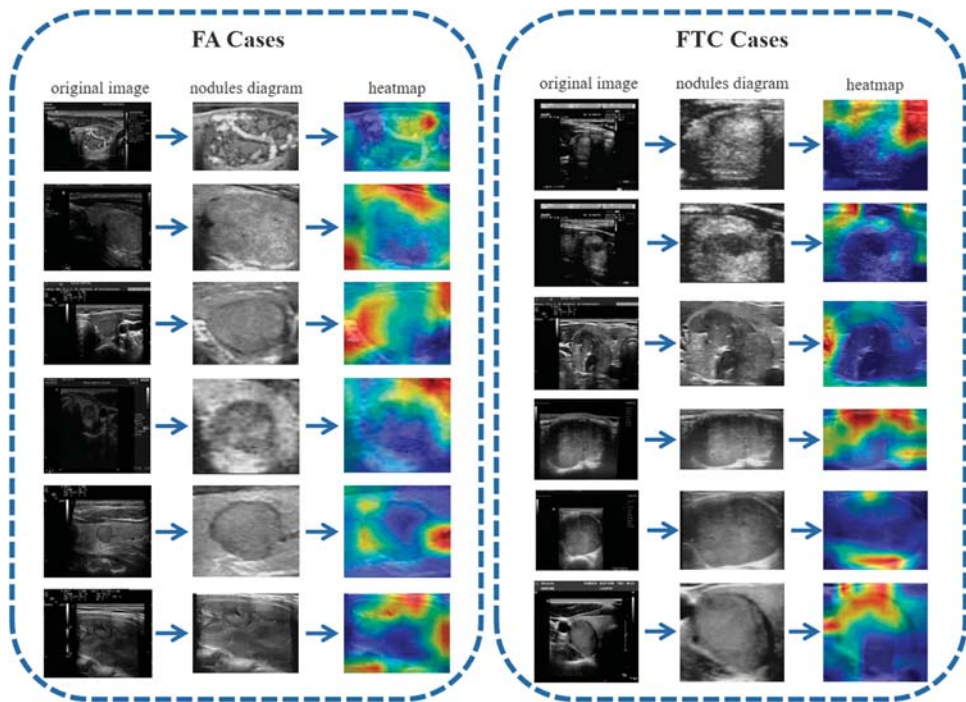 FA Cases
original image nodules diagram heatmap
FTC Cases
original image nodules diagram heatmap